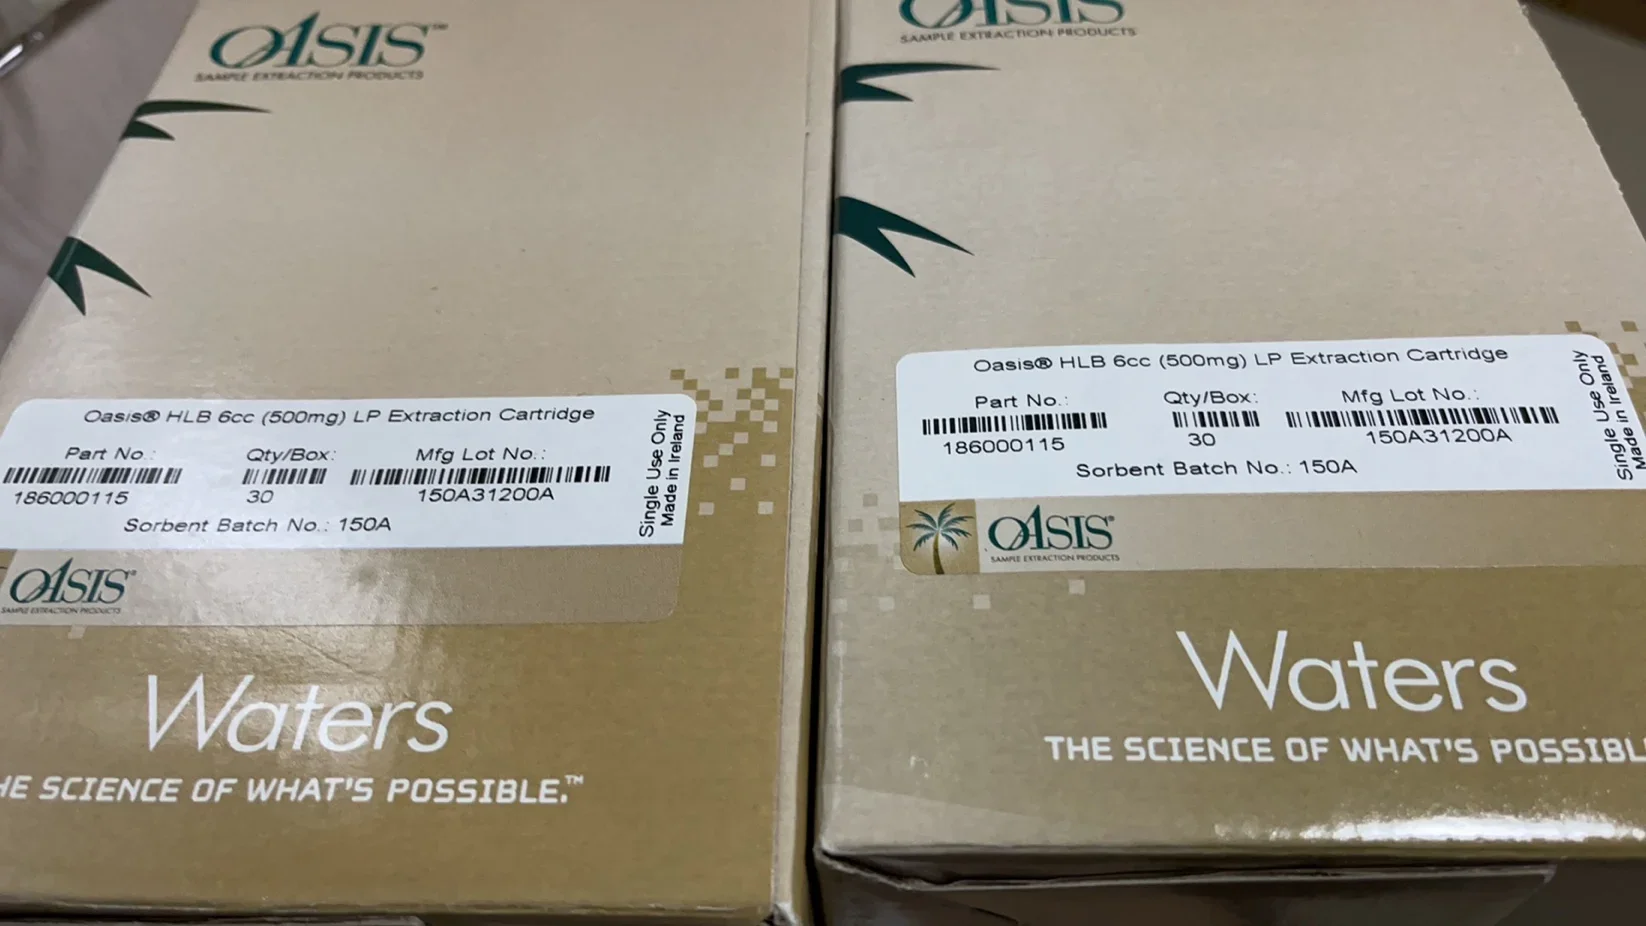 OASIS™
SAMPLE EXTRACTION PRODUCTS
Oasis® HLB 6cc (500mg) LP Extraction Cartridge
Part No.: Qty/Box: Mfg Lot No.:
186000115 30 150A31200A
Sorbent Batch No.: 150A
Single Use Only
Made in Ireland
OASIS®
SAMPLE EXTRACTION PRODUCTS
Waters
HE SCIENCE OF WHAT'S POSSIBLE.™
OASIS
SAMPLE EXTRACTION PRODUCTS
Oasis® HLB 6cc (500mg) LP Extraction Cartridge
Part No.: Qty/Box: Mfg Lot No.:
186000115 30 150A31200A
Sorbent Batch No.: 150A
Single Use Only
Made in Ireland
OASIS®
SAMPLE EXTRACTION PRODUCTS
Waters
THE SCIENCE OF WHAT'S POSSIBL